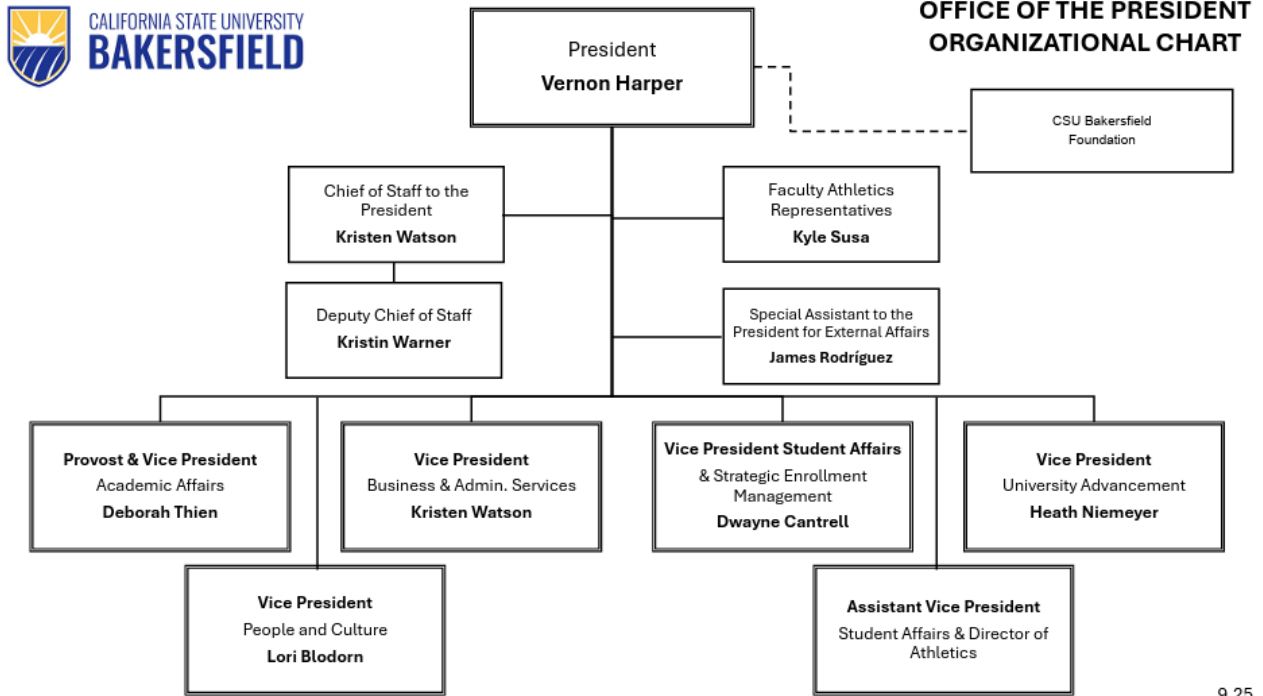 CALIFORNIA STATE UNIVERSITY
BAKERSFIELD
OFFICE OF THE PRESIDENT
ORGANIZATIONAL CHART
President
Vernon Harper
CSU Bakersfield
Foundation
Chief of Staff to the
President
Kristen Watson
Faculty Athletics
Representatives
Kyle Susa
Deputy Chief of Staff
Kristin Warner
Special Assistant to the
President for External Affairs
James Rodríguez
Provost & Vice President
Academic Affairs
Deborah Thien
Vice President
Business & Admin. Services
Kristen Watson
Vice President Student Affairs
& Strategic Enrollment
Management
Dwayne Cantrell
Vice President
University Advancement
Heath Niemeyer
Vice President
People and Culture
Lori Blodorn
Assistant Vice President
Student Affairs & Director of
Athletics
9.25